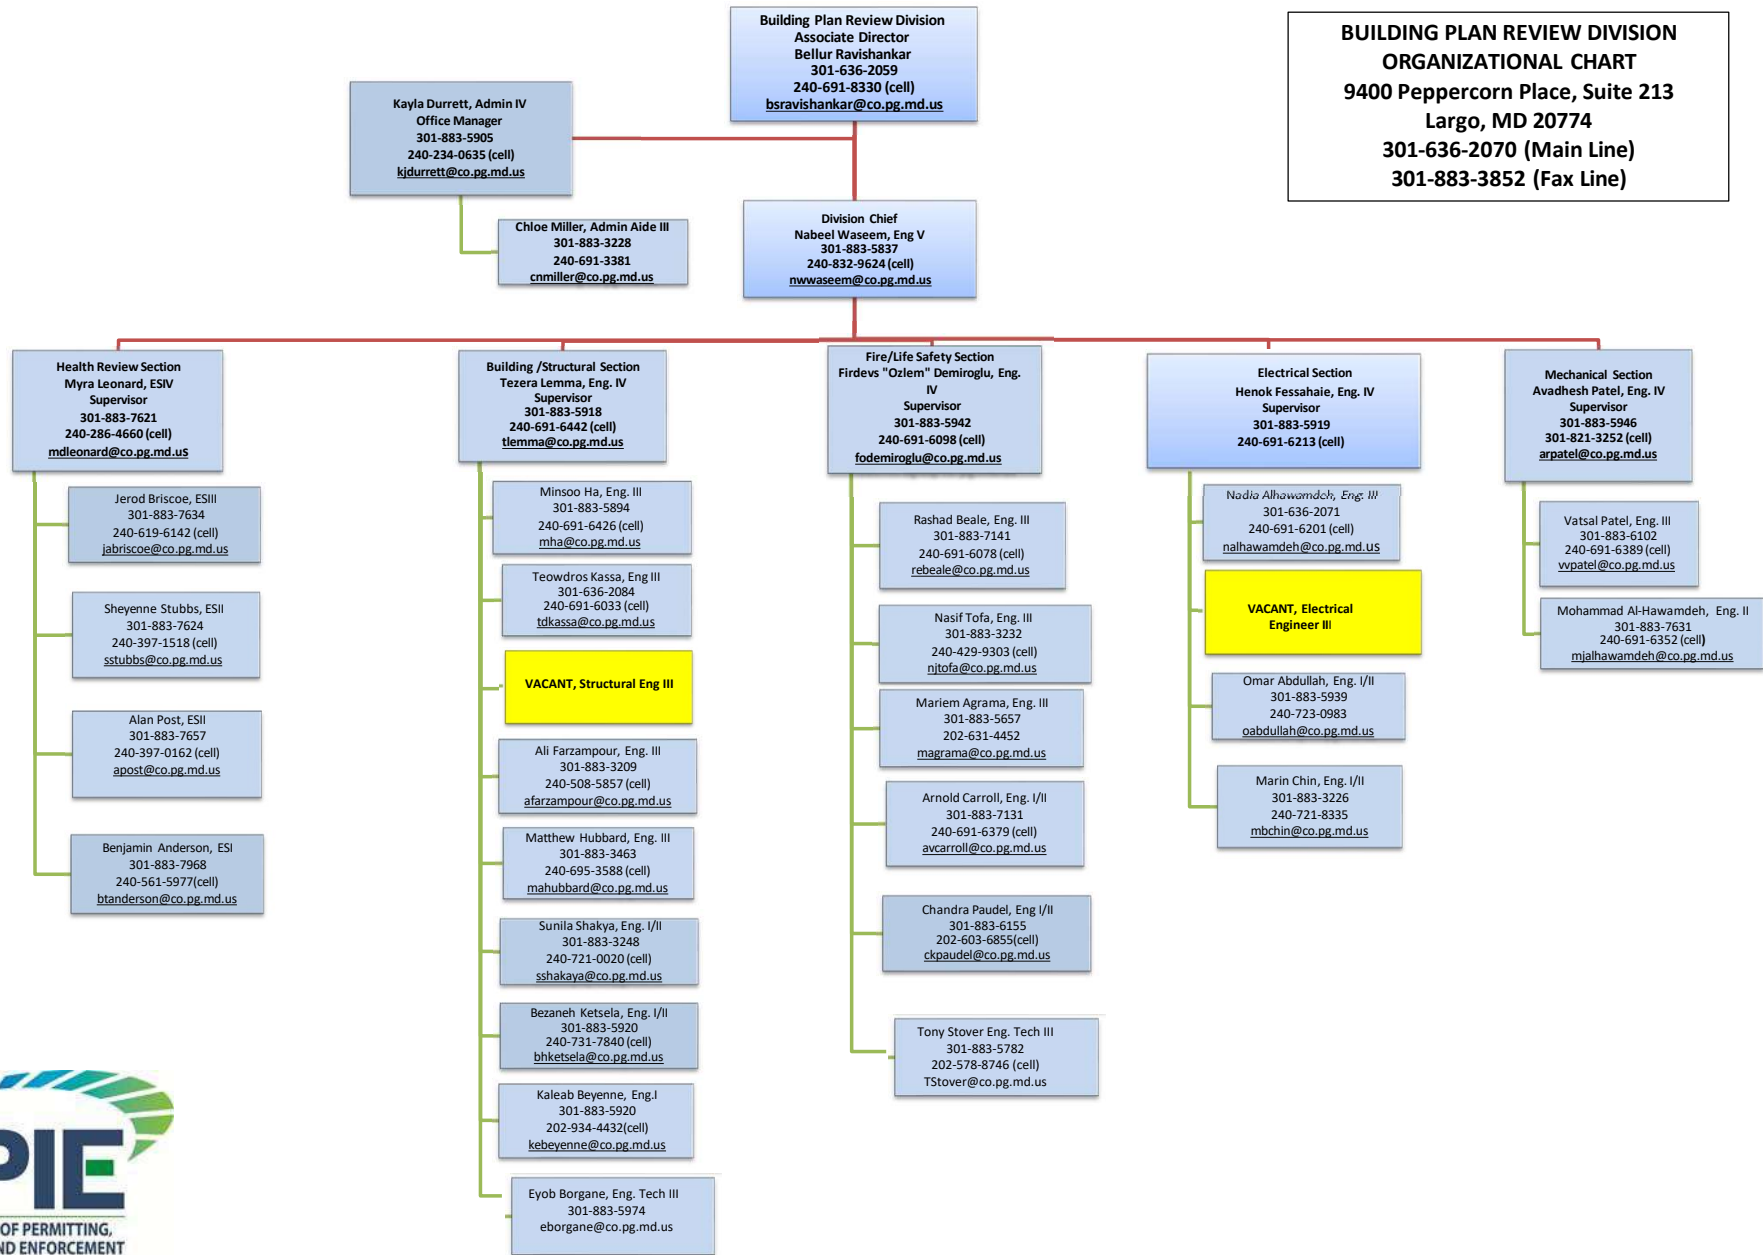 Building Plan Review Division
Associate Director
Bellur Ravishankar
301-636-2059
240-691-8330 (cell)
bsravishankar@co.pg.md.us
BUILDING PLAN REVIEW DIVISION
ORGANIZATIONAL CHART
9400 Peppercorn Place, Suite 213
Largo, MD 20774
301-636-2070 (Main Line)
301-883-3852 (Fax Line)
Kayla Durrett, Admin IV
Office Manager
301-883-5905
240-234-0635 (cell)
kjdurrett@co.pg.md.us
Chloe Miller, Admin Aide III
301-883-3228
240-691-3381
cnmiller@co.pg.md.us
Division Chief
Nabeel Waseem, Eng V
301-883-5837
240-832-9624 (cell)
nwwaseem@co.pg.md.us
Health Review Section
Myra Leonard, ESIV
Supervisor
301-883-7621
240-286-4660 (cell)
mdleonard@co.pg.md.us
Jerod Briscoe, ESIII
301-883-7634
240-619-6142 (cell)
jabriscoe@co.pg.md.us
Sheyenne Stubbs, ESII
301-883-7624
240-397-1518 (cell)
sstubbs@co.pg.md.us
Alan Post, ESII
301-883-7657
240-397-0162 (cell)
apost@co.pg.md.us
Benjamin Anderson, ESI
301-883-7968
240-561-5977(cell)
btanderson@co.pg.md.us
Building /Structural Section
Tezera Lemma, Eng. IV
Supervisor
301-883-5918
240-691-6442 (cell)
tlemma@co.pg.md.us
Minsoo Ha, Eng. III
301-883-5894
240-691-6426 (cell)
mha@co.pg.md.us
Teowdros Kassa, Eng III
301-636-2084
240-691-6033 (cell)
tdkassa@co.pg.md.us
VACANT, Structural Eng III
Ali Farzampour, Eng. III
301-883-3209
240-508-5857 (cell)
afarzampour@co.pg.md.us
Matthew Hubbard, Eng. III
301-883-3463
240-695-3588 (cell)
mahubbard@co.pg.md.us
Sunila Shakya, Eng. I/II
301-883-3248
240-721-0020 (cell)
sshakaya@co.pg.md.us
Bezaneh Ketsela, Eng. I/II
301-883-5920
240-731-7840 (cell)
bhketsela@co.pg.md.us
Kaleab Beyenne, Eng.I
301-883-5920
202-934-4432(cell)
kebeyenne@co.pg.md.us
Eyob Borgane, Eng. Tech III
301-883-5974
eborgane@co.pg.md.us
Fire/Life Safety Section
Firdevs "Ozlem" Demiroglu, Eng.
IV
Supervisor
301-883-5942
240-691-6098 (cell)
fodemiroglu@co.pg.md.us
Rashad Beale, Eng. III
301-883-7141
240-691-6078 (cell)
rebeale@co.pg.md.us
Nasif Tofa, Eng. III
301-883-3232
240-429-9303 (cell)
njtofa@co.pg.md.us
Mariem Agrama, Eng. III
301-883-5657
202-631-4452
magrama@co.pg.md.us
Arnold Carroll, Eng. I/II
301-883-7131
240-691-6379 (cell)
avcarroll@co.pg.md.us
Chandra Paudel, Eng I/II
301-883-6155
202-603-6855(cell)
ckpaudel@co.pg.md.us
Tony Stover Eng. Tech III
301-883-5782
202-578-8746 (cell)
TStover@co.pg.md.us
Electrical Section
Henok Fessahaie, Eng. IV
Supervisor
301-883-5919
240-691-6213 (cell)
Nadia Alhawamdeh, Eng. III
301-636-2071
240-691-6201 (cell)
nalhawamdeh@co.pg.md.us
VACANT, Electrical
Engineer III
Omar Abdullah, Eng. I/II
301-883-5939
240-723-0983
oabdullah@co.pg.md.us
Marin Chin, Eng. I/II
301-883-3226
240-721-8335
mbchin@co.pg.md.us
Mechanical Section
Avadhesh Patel, Eng. IV
Supervisor
301-883-5946
301-821-3252 (cell)
arpatel@co.pg.md.us
Vatsal Patel, Eng. III
301-883-6102
240-691-6389 (cell)
vvpatel@co.pg.md.us
Mohammad Al-Hawamdeh, Eng. II
301-883-7631
240-691-6352 (cell)
mjalhawamdeh@co.pg.md.us
PIE
OF PERMITTING,
ND ENFORCEMENT